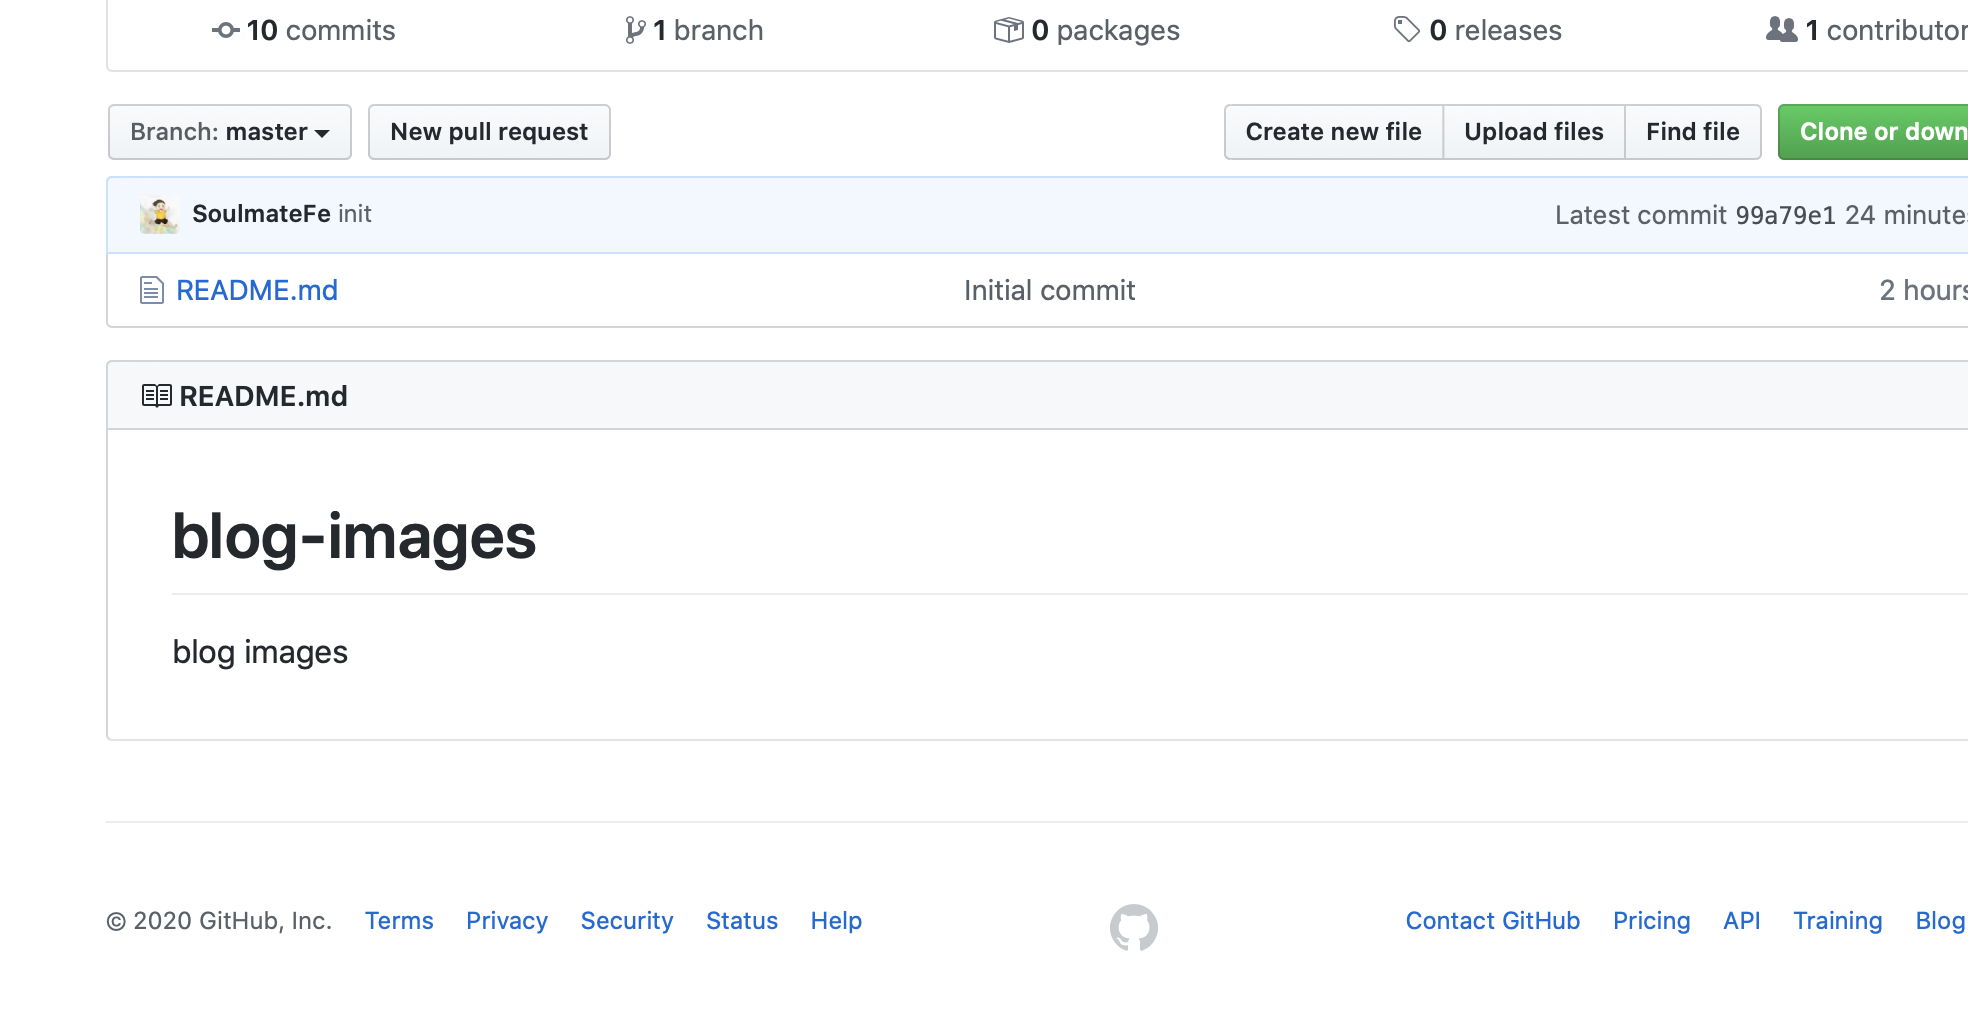 10 commits 1 branch 0 packages 0 releases 1 contributor
Branch: master New pull request Create new file Upload files Find file Clone or down
SoulmateFe init Latest commit 99a79e1 24 minutes
README.md Initial commit 2 hours
README.md
blog-images
blog images
© 2020 GitHub, Inc. Terms Privacy Security Status Help Contact GitHub Pricing API Training Blog